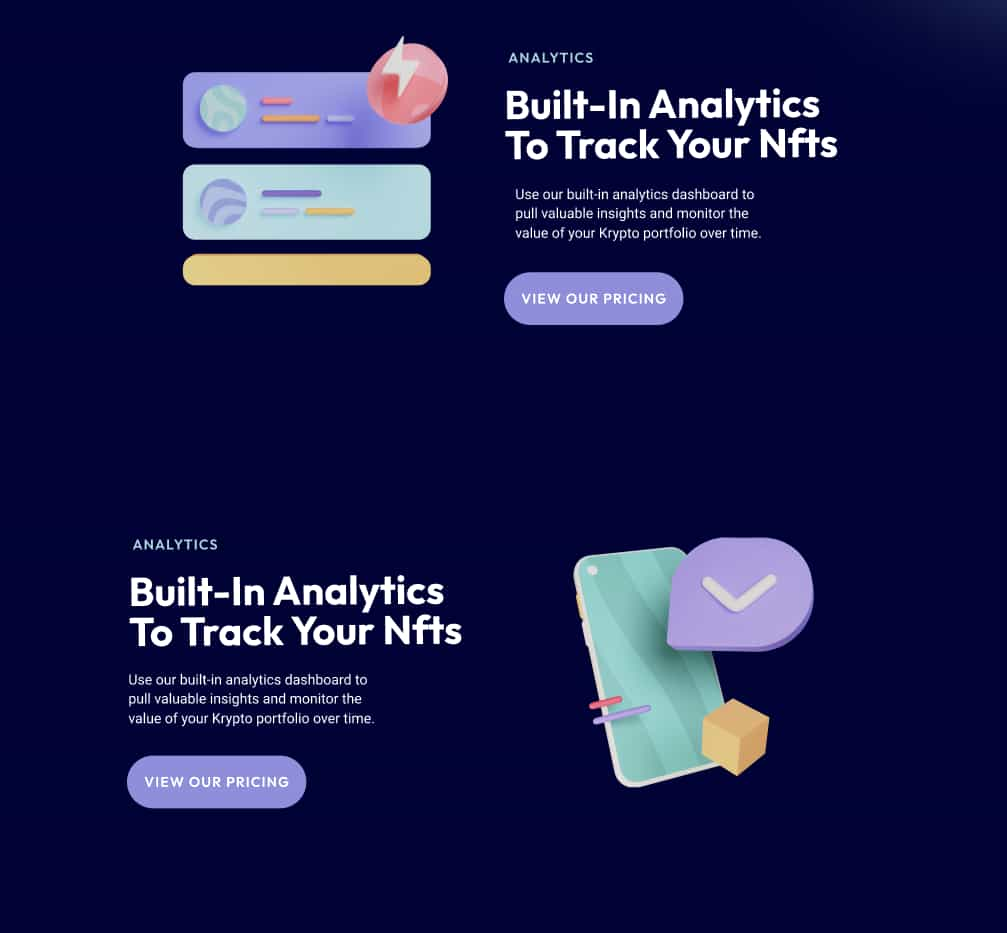 ANALYTICS
Built-In Analytics
To Track Your Nfts
Use our built-in analytics dashboard to
pull valuable insights and monitor the
value of your Krypto portfolio over time.
VIEW OUR PRICING
ANALYTICS
Built-In Analytics
To Track Your Nfts
Use our built-in analytics dashboard to
pull valuable insights and monitor the
value of your Krypto portfolio over time.
VIEW OUR PRICING